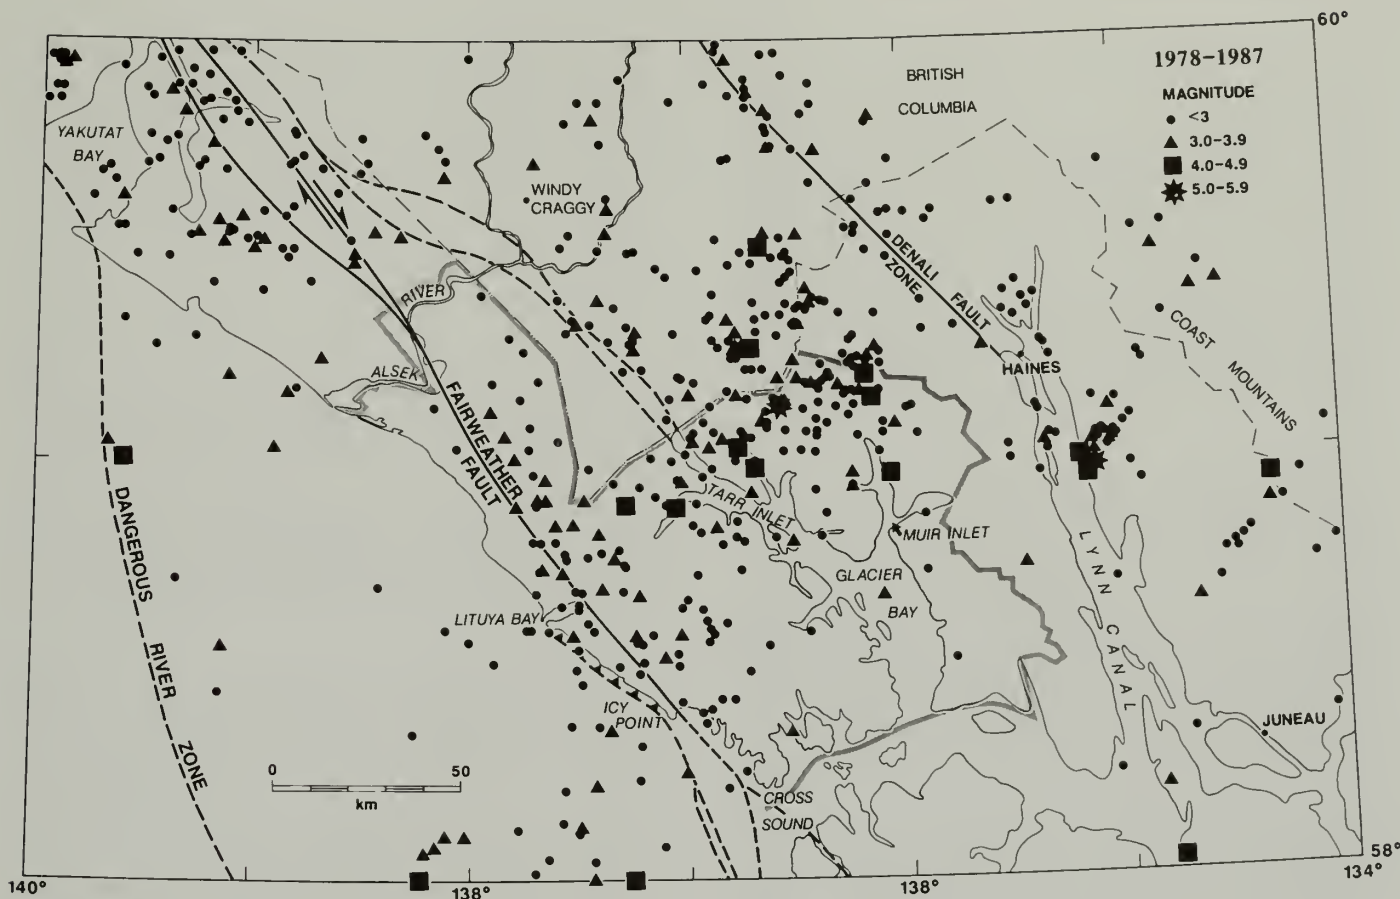 60°
1978-1987
MAGNITUDE
<3
3.0-3.9
4.0-4.9
5.0-5.9
BRITISH
COLUMBIA
YAKUTAT
BAY
WINDY
CRAGGY
DENALI
FAULT
ZONE
RIVER
ALSEK
COAST
MOUNTAINS
HAINES
FAIRWEATHER
FAULT
TARR INLET
MUIR INLET
GLACIER
BAY
LYNN CANAL
DANGEROUS
RIVER
ZONE
LITUYA BAY
ICY
POINT
JUNEAU
0 50
km
CROSS
SOUND
58°
140°
138°
138°
134°